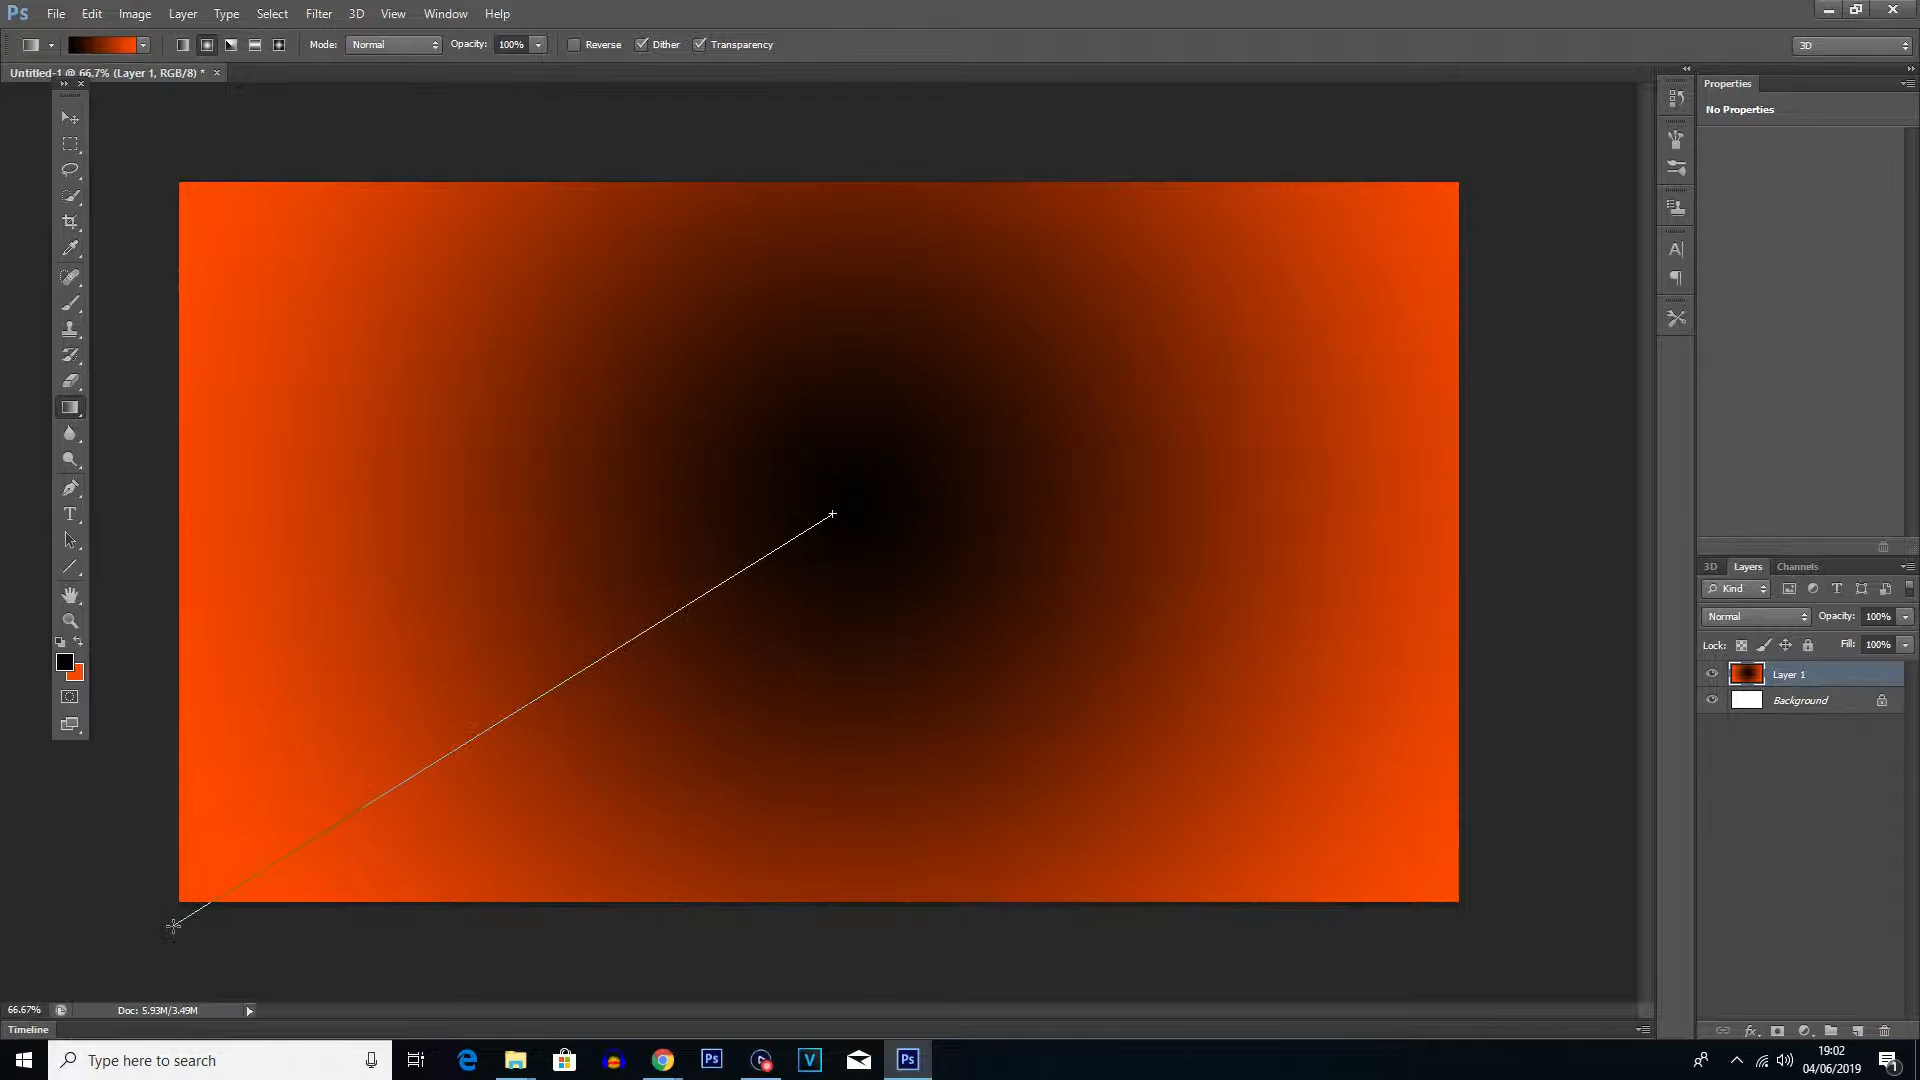 Ps File Edit Image Layer Type Select Filter 3D View Window Help
Mode: Normal Opacity: 100% Reverse Dither Transparency 3D
Untitled-1 @ 66.7% (Layer 1, RGB/8) * ×
Properties
No Properties
3D Layers Channels
Kind
Normal Opacity: 100%
Lock: Fill: 100%
Layer 1
Background
66.67% Doc: 5.93M/3.49M
Timeline
Type here to search
19:02
04/06/2019